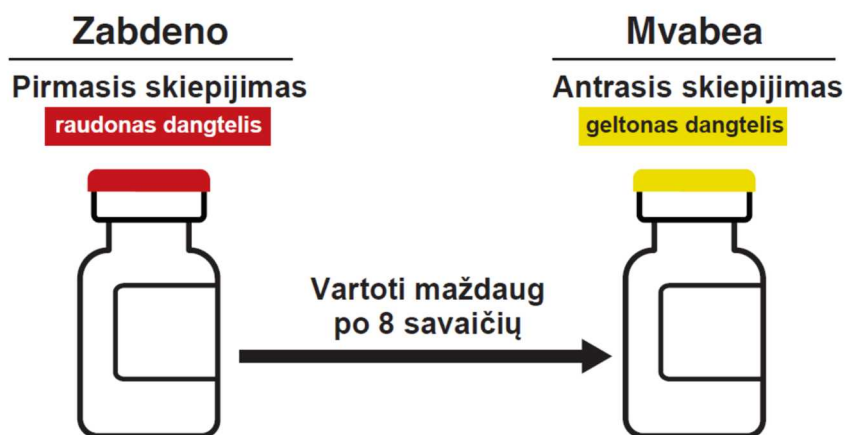 Zabdeno
Pirmasis skiepijimas
raudonas dangtelis
Vartoti maždaug
po 8 savaičių
Mvabea
Antrasis skiepijimas
geltonas dangtelis